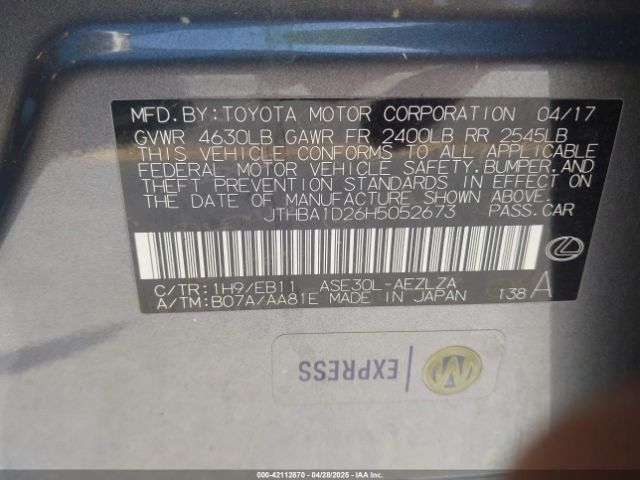 MFD.BY:TOYOTA MOTOR CORPORATION 04/17
GVWR 4630LB GAWR FR 2400LB RR 2545LB
THIS VEHICLE CONFORMS TO ALL APPLICABLE
FEDERAL MOTOR VEHICLE SAFETY,BUMPER,AND
THEFT PREVENTION STANDARDS IN EFFECT ON
THE DATE OF MANUFACTURE SHOWN ABOVE.
JTHBA1D26H5052673 PASS.CAR
C/TR:1H9/EB11 ASE30L-AEZLZA
A/TM:B07A/AA81E MADE IN JAPAN 138 A
M | EXPRESS
000-42112870 | 04/28/2025 - Copyright © IAA, LLC.